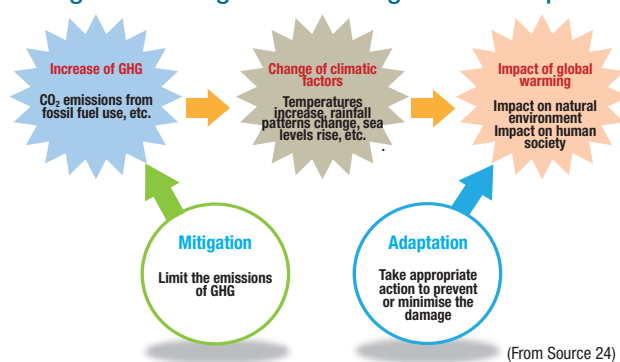 Increase of GHG
CO₂ emissions from
fossil fuel use, etc.
Change of climatic
factors
Temperatures
increase, rainfall
patterns change, sea
levels rise, etc.
Impact of global
warming
Impact on natural
environment
Impact on human
society
Mitigation
Limit the emissions
of GHG
Adaptation
Take appropriate
action to prevent
or minimise the
damage
(From Source 24)